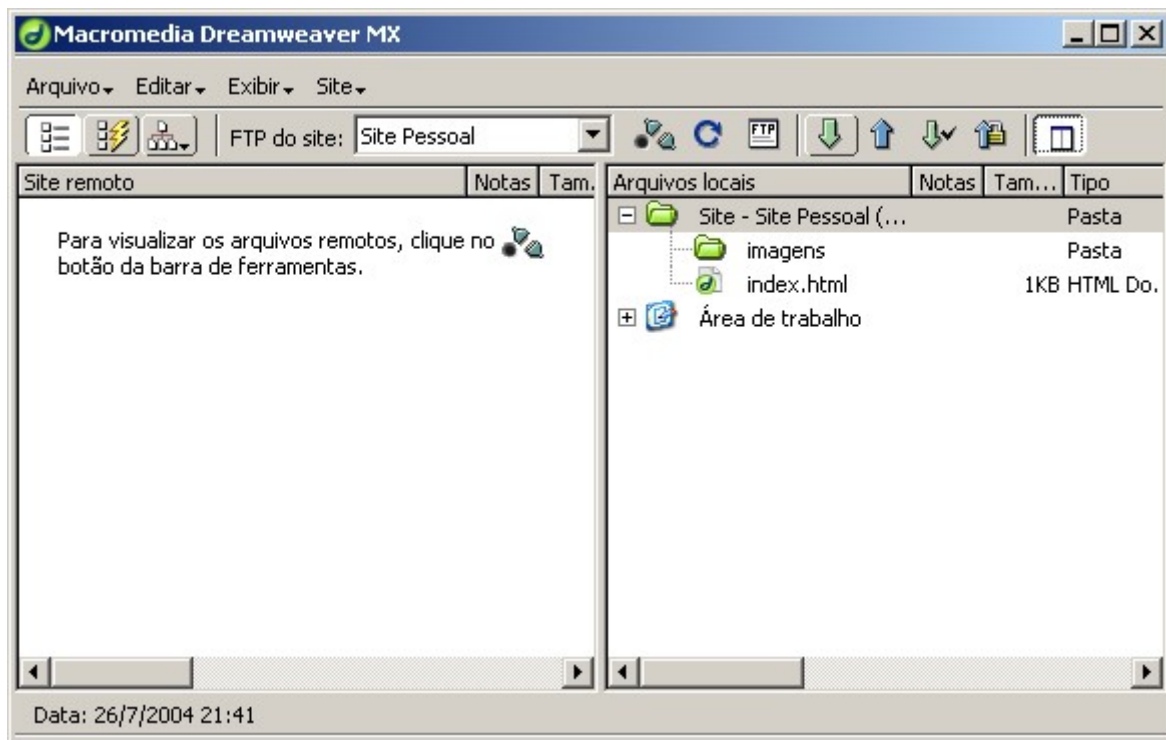 Macromedia Dreamweaver MX
Arquivo Editar Exibir Site
FTP do site: Site Pessoal FTP
Site remoto Notas Tam.
Para visualizar os arquivos remotos, clique no
botão da barra de ferramentas.
Arquivos locais Notas Tam... Tipo
Site - Site Pessoal (... Pasta
imagens Pasta
index.html 1KB HTML Do.
Área de trabalho
Data: 26/7/2004 21:41